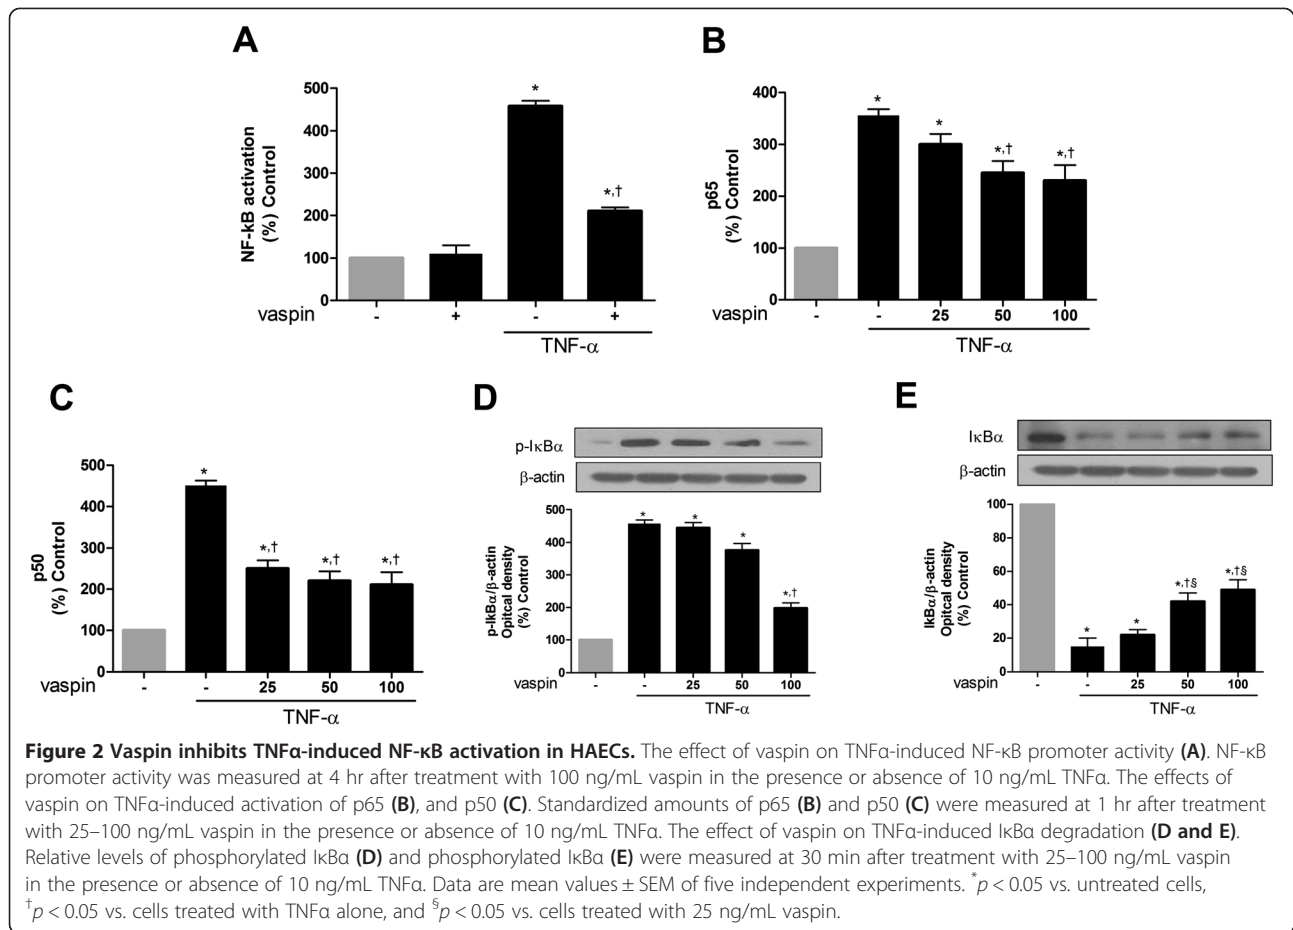 A
NF-kB activation
(%) Control
500
400
300
200
100
0
*
*,†
vaspin
-
+
-
+
TNF-α
B
p65
(%) Control
400
300
200
100
0
*
*
*,†
*,†
vaspin
-
-
25
50
100
TNF-α
C
p50
(%) Control
500
400
300
200
100
0
*
*,†
*,†
*,†
vaspin
-
-
25
50
100
TNF-α
D
p-IκBα
β-actin
p-IkBα/β-actin
Opitcal density
(%) Control
500
400
300
200
100
0
*
*
*
*,†
vaspin
-
-
25
50
100
TNF-α
E
IκBα
β-actin
IkBα/β-actin
Opitcal density
(%) Control
100
80
60
40
20
0
*
*
*,†§
*,†§
vaspin
-
-
25
50
100
TNF-α
Figure 2 Vaspin inhibits TNFα-induced NF-κB activation in HAECs. The effect of vaspin on TNFα-induced NF-κB promoter activity (A). NF-κB
promoter activity was measured at 4 hr after treatment with 100 ng/mL vaspin in the presence or absence of 10 ng/mL TNFα. The effects of
vaspin on TNFα-induced activation of p65 (B), and p50 (C). Standardized amounts of p65 (B) and p50 (C) were measured at 1 hr after treatment
with 25–100 ng/mL vaspin in the presence or absence of 10 ng/mL TNFα. The effect of vaspin on TNFα-induced IκBα degradation (D and E).
Relative levels of phosphorylated IκBα (D) and phosphorylated IκBα (E) were measured at 30 min after treatment with 25–100 ng/mL vaspin
in the presence or absence of 10 ng/mL TNFα. Data are mean values ± SEM of five independent experiments. *p < 0.05 vs. untreated cells,
†p < 0.05 vs. cells treated with TNFα alone, and §p < 0.05 vs. cells treated with 25 ng/mL vaspin.